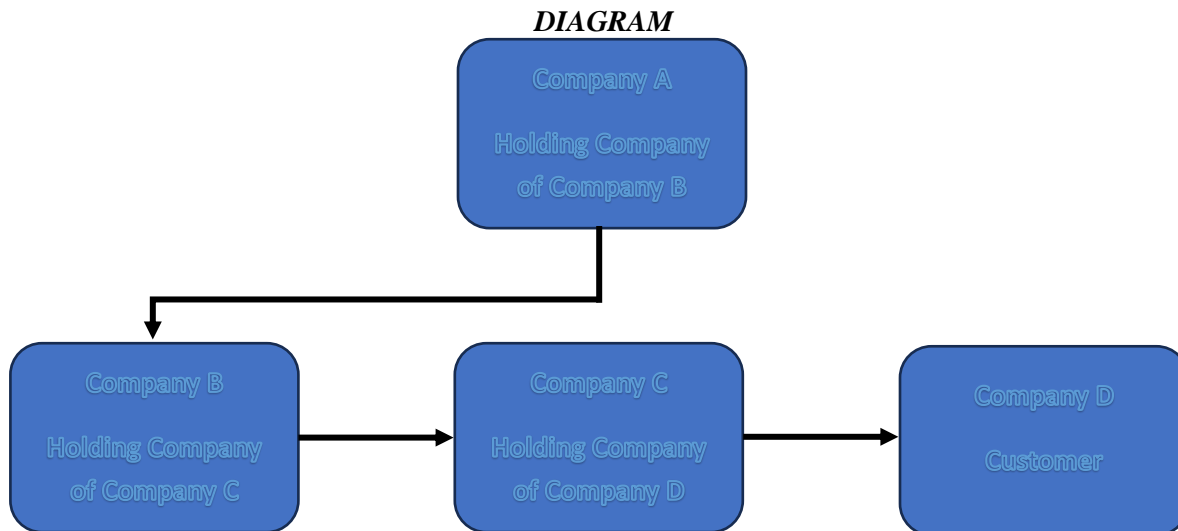 DIAGRAM
Company A
Holding Company
of Company B
Company B
Holding Company
of Company C
Company C
Holding Company
of Company D
Company D
Customer